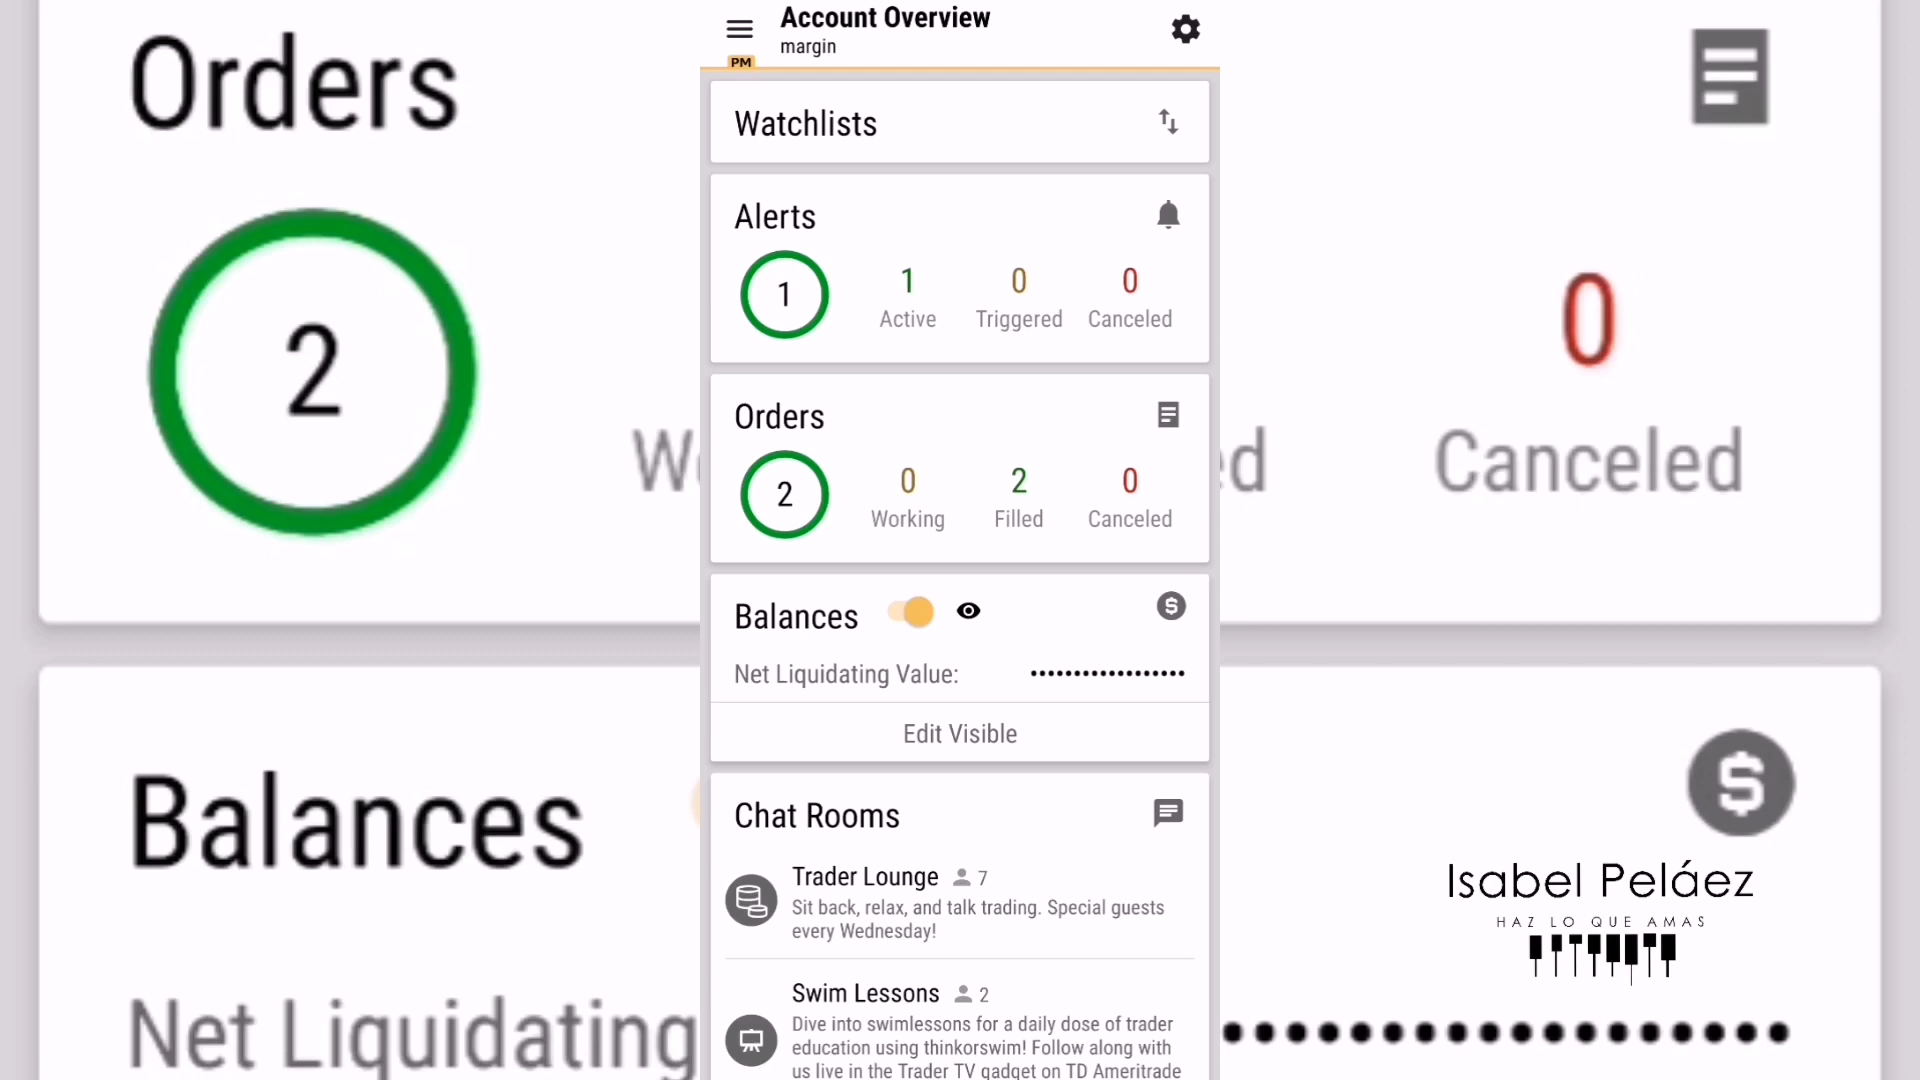 Account Overview
margin
PM
Watchlists
Alerts
1
1
0
0
Active
Triggered
Canceled
Orders
2
0
2
0
Working
Filled
Canceled
Balances
Net Liquidating Value:
Edit Visible
Chat Rooms
Trader Lounge 7
Sit back, relax, and talk trading. Special guests
every Wednesday!
Swim Lessons 2
Dive into swimlessons for a daily dose of trader
education using thinkorswim! Follow along with
us live in the Trader TV gadget on TD Ameritrade
Orders
2
0
Canceled
Balances
$
Net Liquidating
Isabel Peláez
HAZ LO QUE AMAS